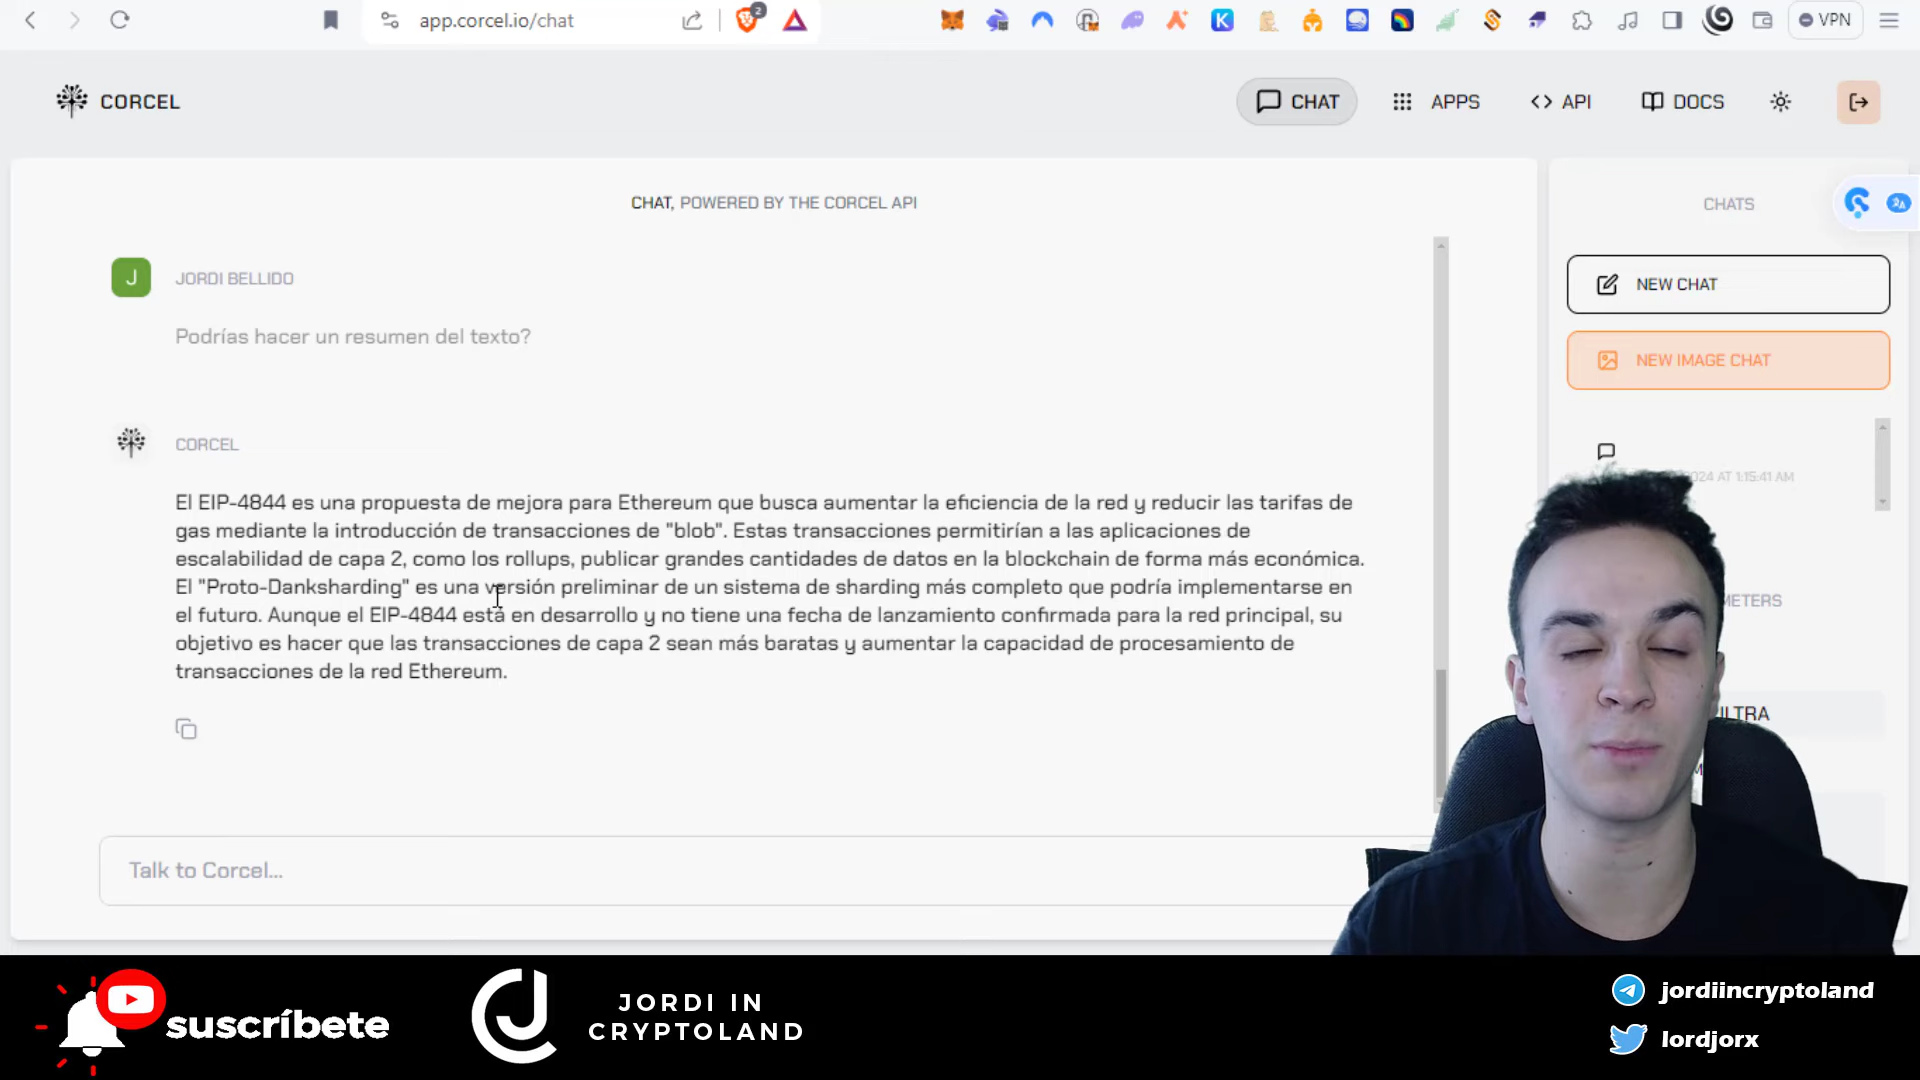 app.corcel.io/chat
2
VPN
CORCEL
CHAT
APPS
API
DOCS
CHAT, POWERED BY THE CORCEL API
CHATS
J
JORDI BELLIDO
NEW CHAT
Podrías hacer un resumen del texto?
NEW IMAGE CHAT
CORCEL
2024 AT 1:15:41 AM
El EIP-4844 es una propuesta de mejora para Ethereum que busca aumentar la eficiencia de la red y reducir las tarifas de
gas mediante la introducción de transacciones de "blob". Estas transacciones permitirían a las aplicaciones de
escalabilidad de capa 2, como los rollups, publicar grandes cantidades de datos en la blockchain de forma más económica.
El "Proto-Danksharding" es una versión preliminar de un sistema de sharding más completo que podría implementarse en
el futuro. Aunque el EIP-4844 está en desarrollo y no tiene una fecha de lanzamiento confirmada para la red principal, su
objetivo es hacer que las transacciones de capa 2 sean más baratas y aumentar la capacidad de procesamiento de
transacciones de la red Ethereum.
METERS
Talk to Corcel...
suscríbete
JORDI IN
CRYPTOLAND
jordiincryptoland
lordjorx